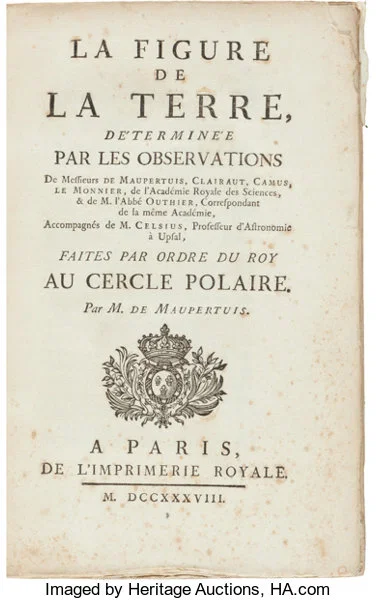 LA FIGURE
DE
LA TERRE,
DÉTERMINÉE
PAR LES OBSERVATIONS
De Messieurs DE MAUPERTUIS, CLAIRAUT, CAMUS,
LE MONNIER, de l'Académie Royale des Sciences,
& de M. l'Abbé OUTHIER, Correspondant
de la même Académie,
Accompagnés de M. CELSIUS, Professeur d'Astronomie
à Upsal,
FAITES PAR ORDRE DU ROY
AU CERCLE POLAIRE.
Par M. DE MAUPERTUIS.
A PARIS,
DE L'IMPRIMERIE ROYALE.
M. DCCXXXVIII.
Imaged by Heritage Auctions, HA.com